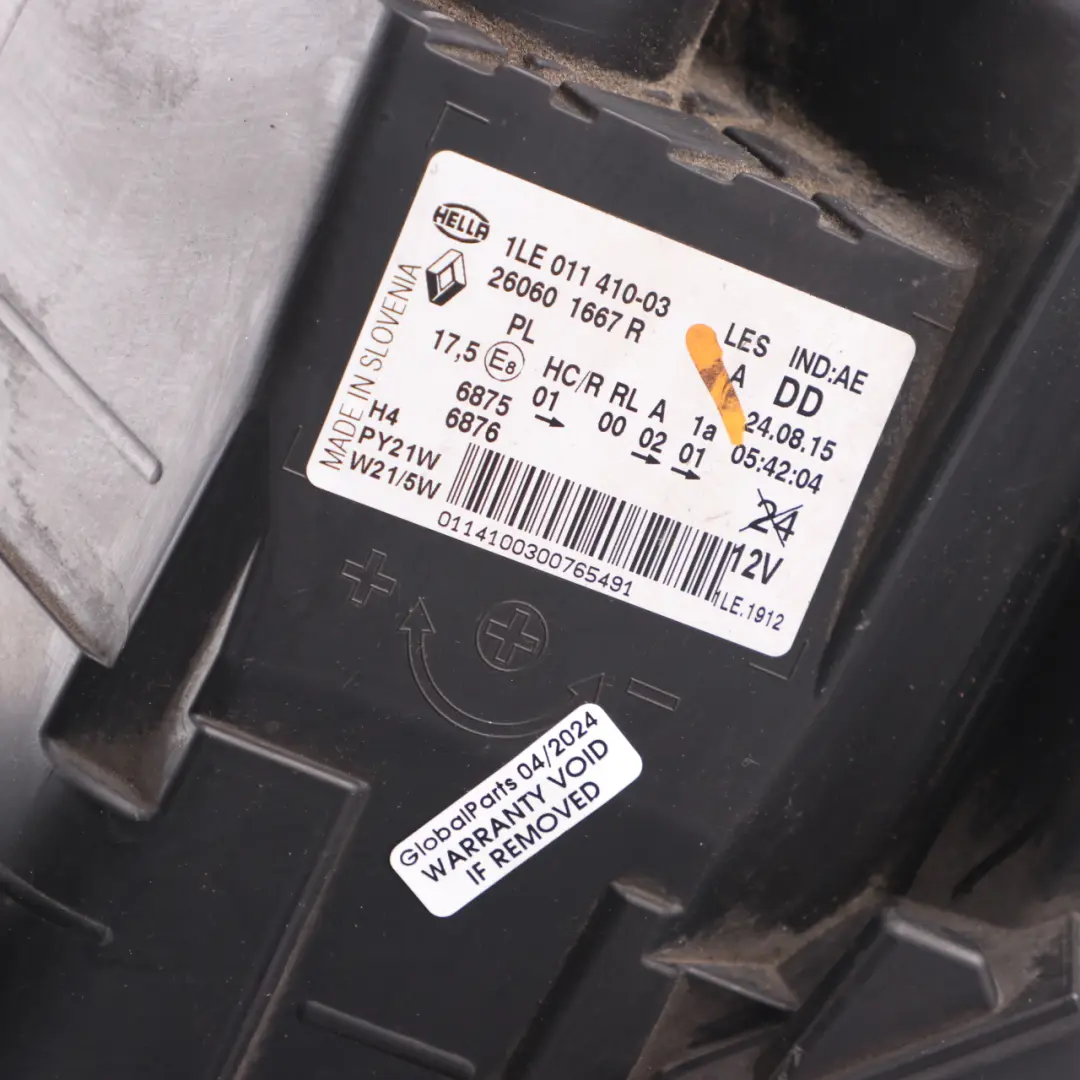 HELLA
1LE 011 410-03
26060 1667 R
LES IND:AE
A DD
24.08.15
05:42:04
PL
17,5 E8 HC/R RL A 1a
6875 01 00 02 01
6876
MADE IN SLOVENIA
H4
PY21W
W21/5W
24
12V
011410 0300765491
1LE.1912
GlobalParts 04/2024
WARRANTY VOID
IF REMOVED